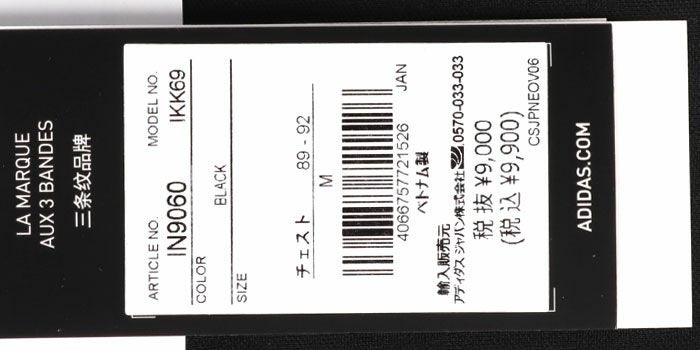 LA MARQUE
AUX 3 BANDES
三条纹品牌
ARTICLE NO. MODEL NO.
IN9060 IKK69
COLOR
BLACK
SIZE
チェスト 89 - 92
M
JAN
4066757721526
ベトナム製
輸入販売元
アディダス ジャパン株式会社 0570-033-033
税 抜 ¥9,000
(税 込 ¥9,900)
CSJPNEOV06
ADIDAS.COM